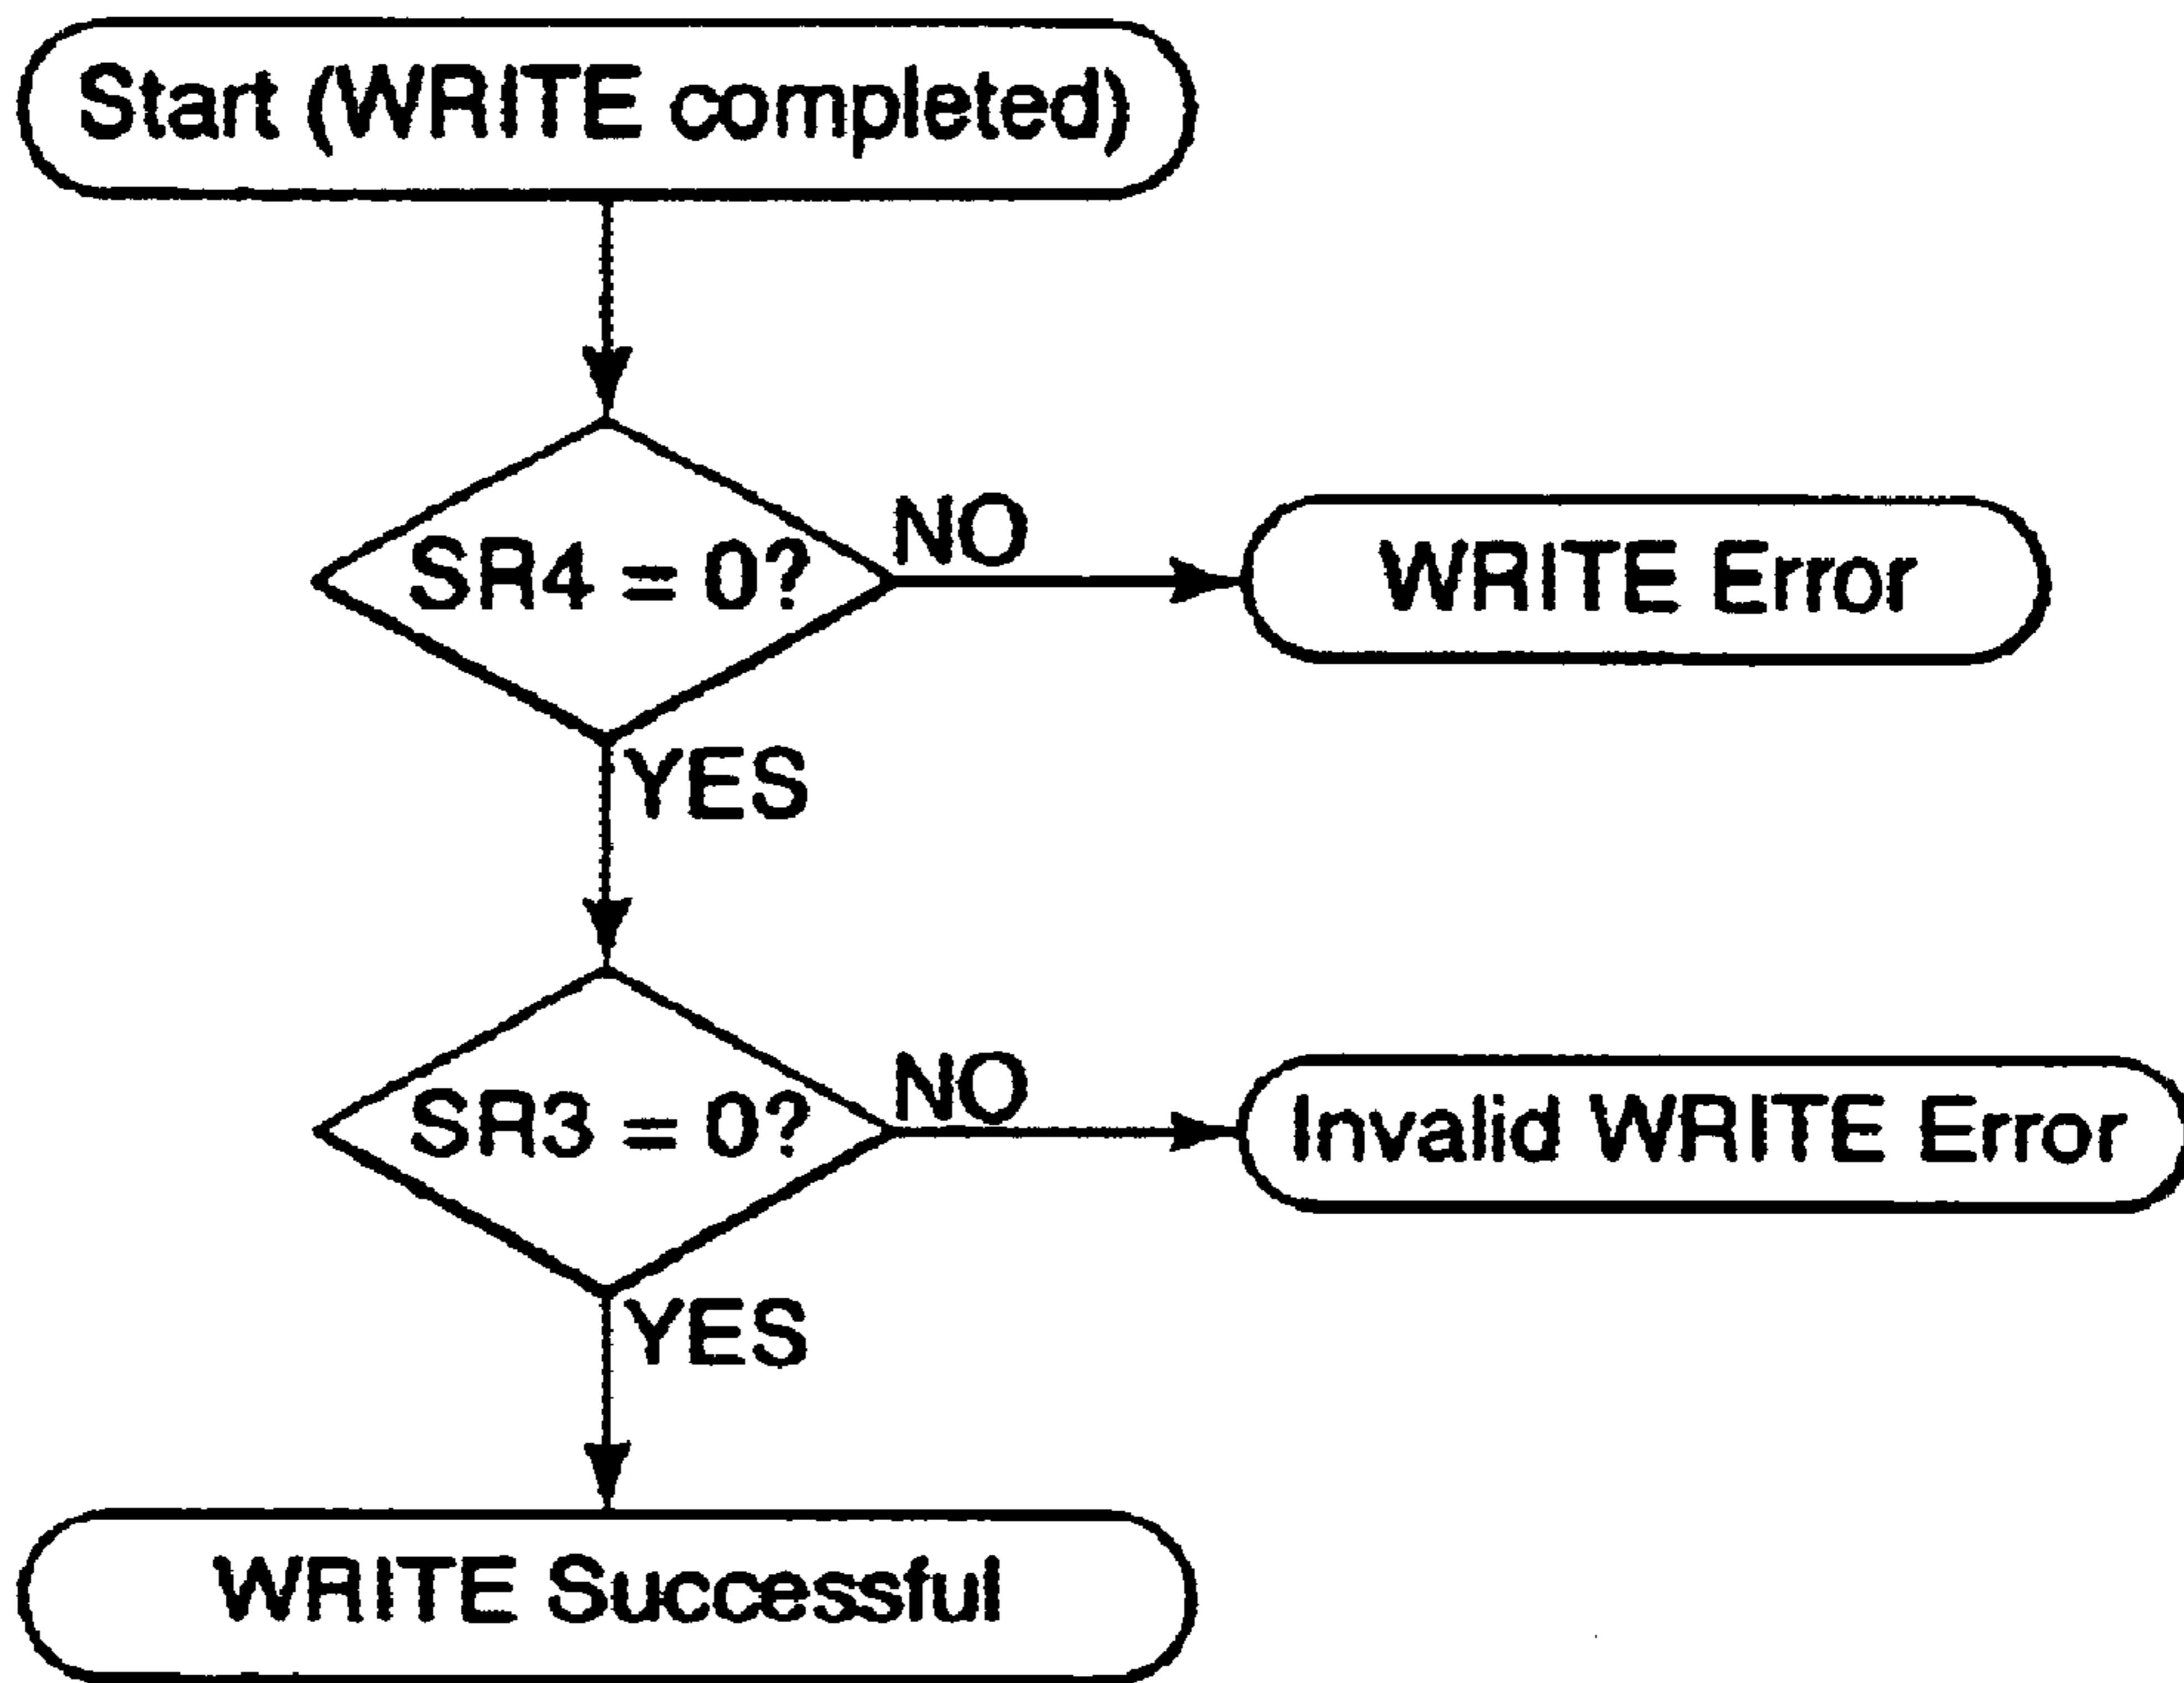 Start (WRITE completed)
SR4 = 0?
NO
WRITE Error
YES
SR3 = 0?
NO
Invalid WRITE Error
YES
WRITE Successful